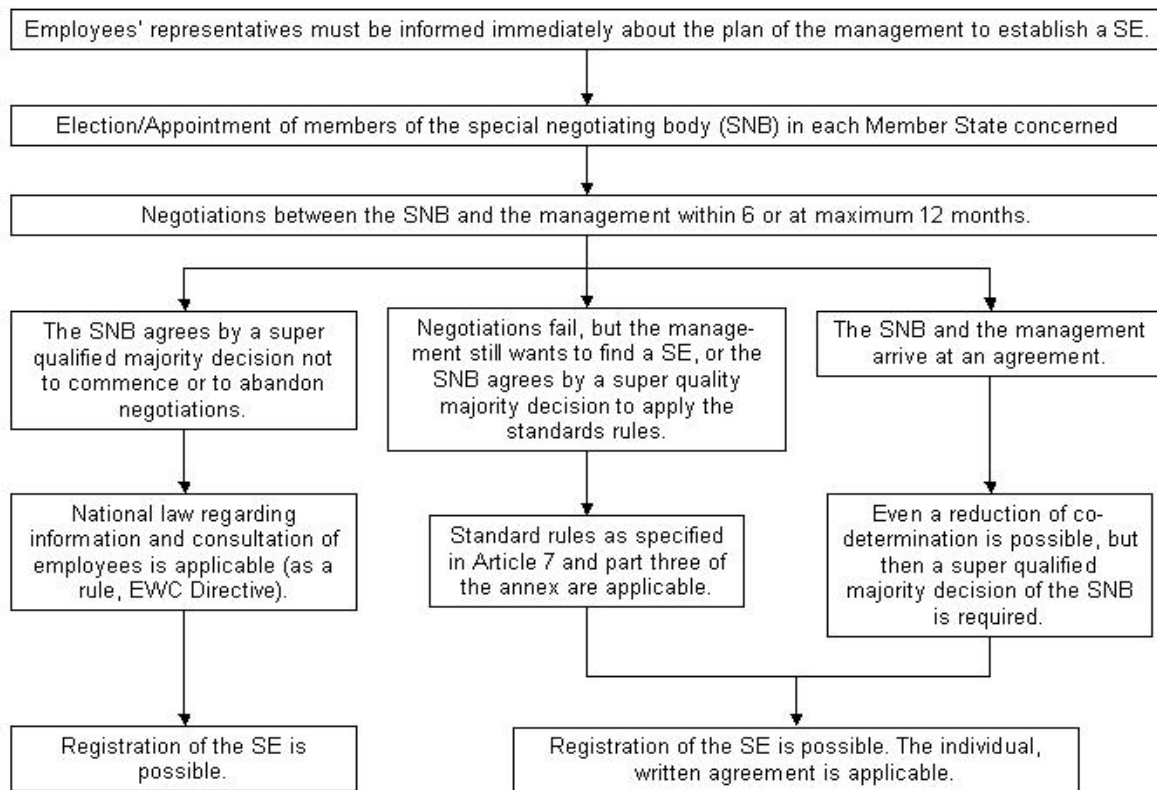 Employees' representatives must be informed immediately about the plan of the management to establish a SE.
Election/Appointment of members of the special negotiating body (SNB) in each Member State concerned
Negotiations between the SNB and the management within 6 or at maximum 12 months.
The SNB agrees by a super
qualified majority decision not
to commence or to abandon
negotiations.
Negotiations fail, but the manage-
ment still wants to find a SE, or the
SNB agrees by a super quality
majority decision to apply the
standards rules.
The SNB and the management
arrive at an agreement.
National law regarding
information and consultation of
employees is applicable (as a
rule, EWC Directive).
Standard rules as specified
in Article 7 and part three of
the annex are applicable.
Even a reduction of co-
determination is possible, but
then a super qualified
majority decision of the SNB
is required.
Registration of the SE is
possible.
Registration of the SE is possible. The individual,
written agreement is applicable.